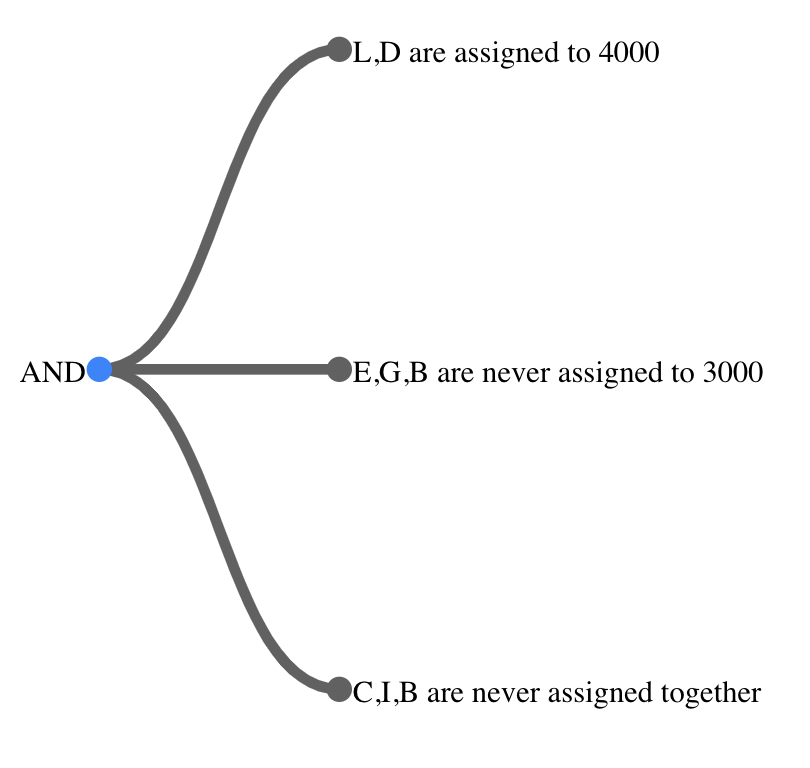 L,D are assigned to 4000
AND
E,G,B are never assigned to 3000
C,I,B are never assigned together